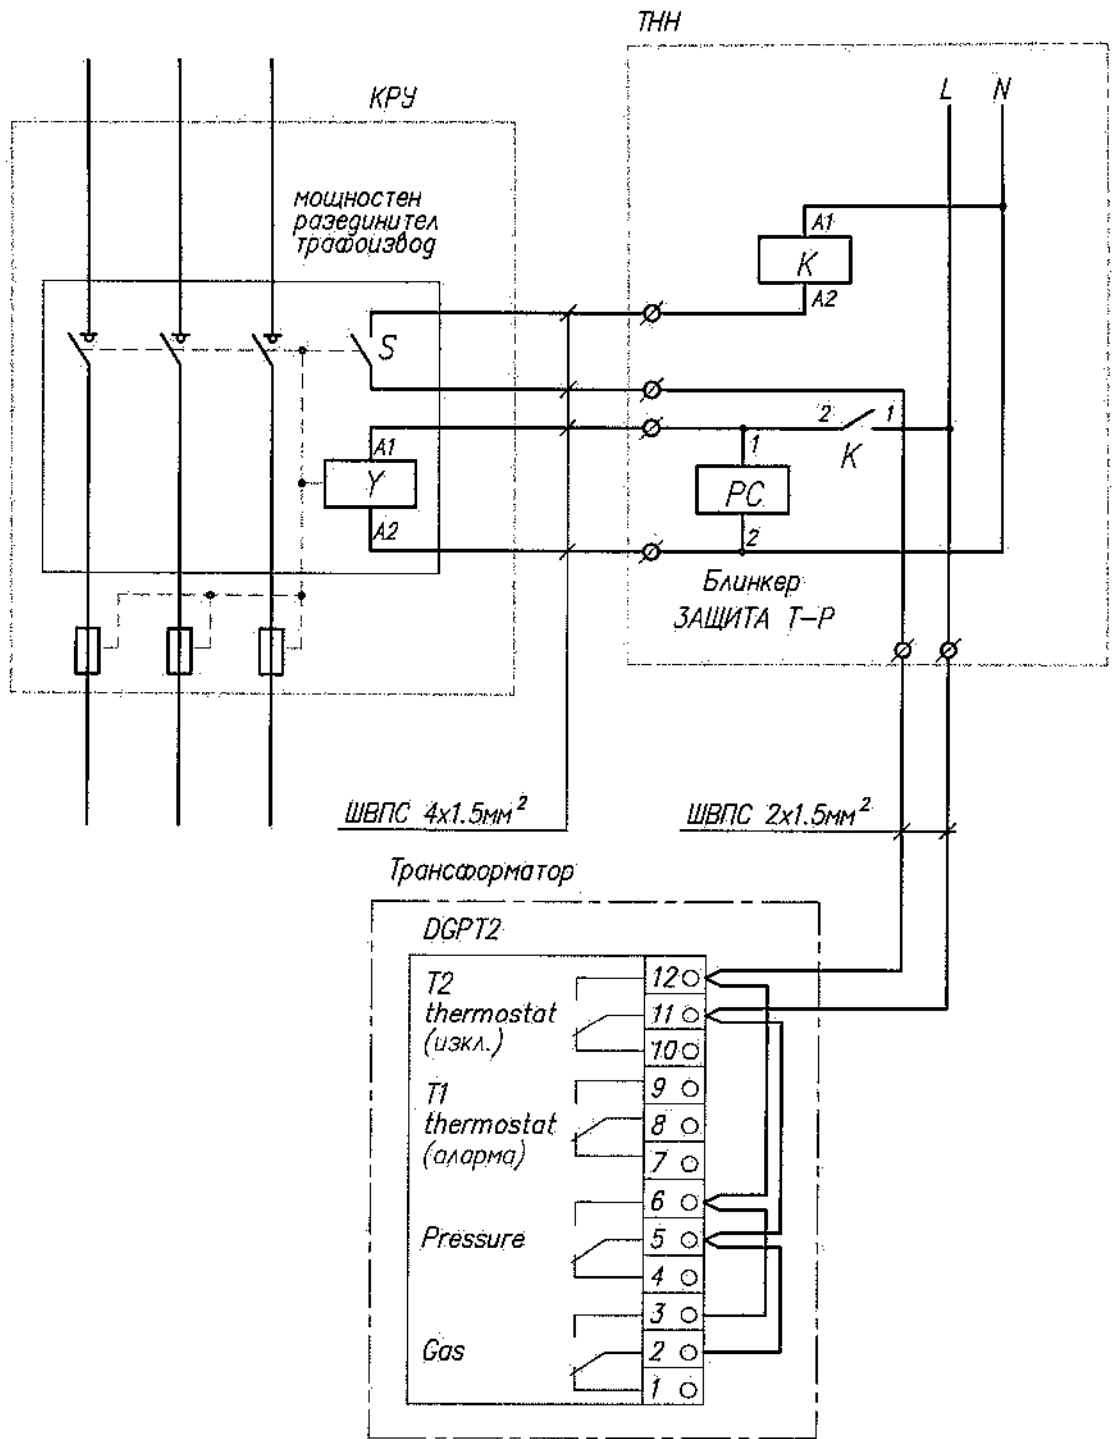 ТНН
L N
КРУ
мощностен
разединител
трафоизвод
A1
K
A2
S
2 1
K
A1
Y
A2
1
РС
2
Блинкер
ЗАЩИТА Т-Р
ШВПС 4x1.5мм²
ШВПС 2x1.5мм²
Трансформатор
DGPT2
T2
thermostat
(изкл.)
T1
thermostat
(аларма)
Pressure
Gas
12
11
10
9
8
7
6
5
4
3
2
1